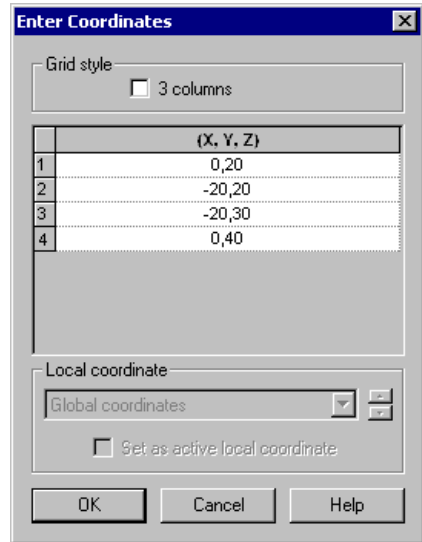 Enter Coordinates
Grid style
3 columns
(X, Y, Z)
1 0,20
2 -20,20
3 -20,30
4 0,40
Local coordinate
Global coordinates
Set as active local coordinate
OK Cancel Help